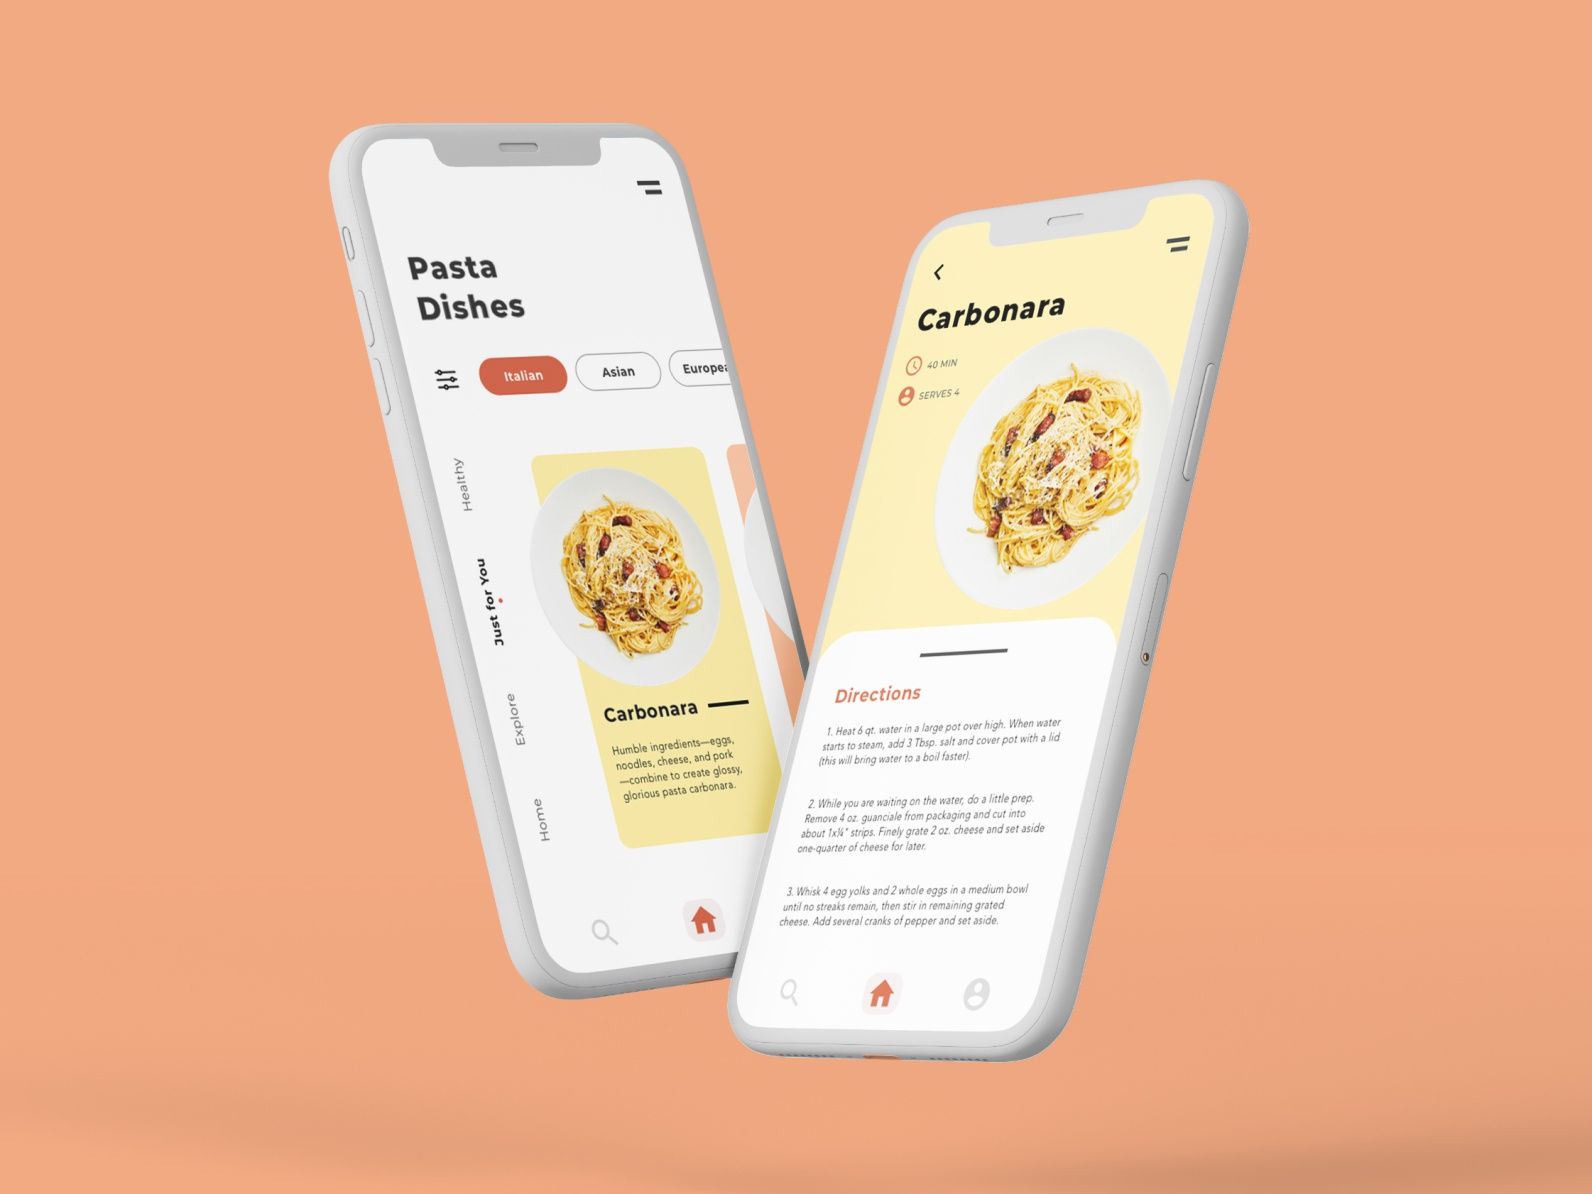 Pasta
Dishes
Italian
Asian
Europea
Healthy
Just for You
Explore
Home
Carbonara
Humble ingredients—eggs,
noodles, cheese, and pork
—combine to create glossy,
glorious pasta carbonara.
Carbonara
40 MIN
SERVES 4
Directions
1. Heat 6 qt. water in a large pot over high. When water
starts to steam, add 3 Tbsp. salt and cover pot with a lid
(this will bring water to a boil faster).
2. While you are waiting on the water, do a little prep.
Remove 4 oz. guanciale from packaging and cut into
about 1x¼" strips. Finely grate 2 oz. cheese and set aside
one-quarter of cheese for later.
3. Whisk 4 egg yolks and 2 whole eggs in a medium bowl
until no streaks remain, then stir in remaining grated
cheese. Add several cranks of pepper and set aside.